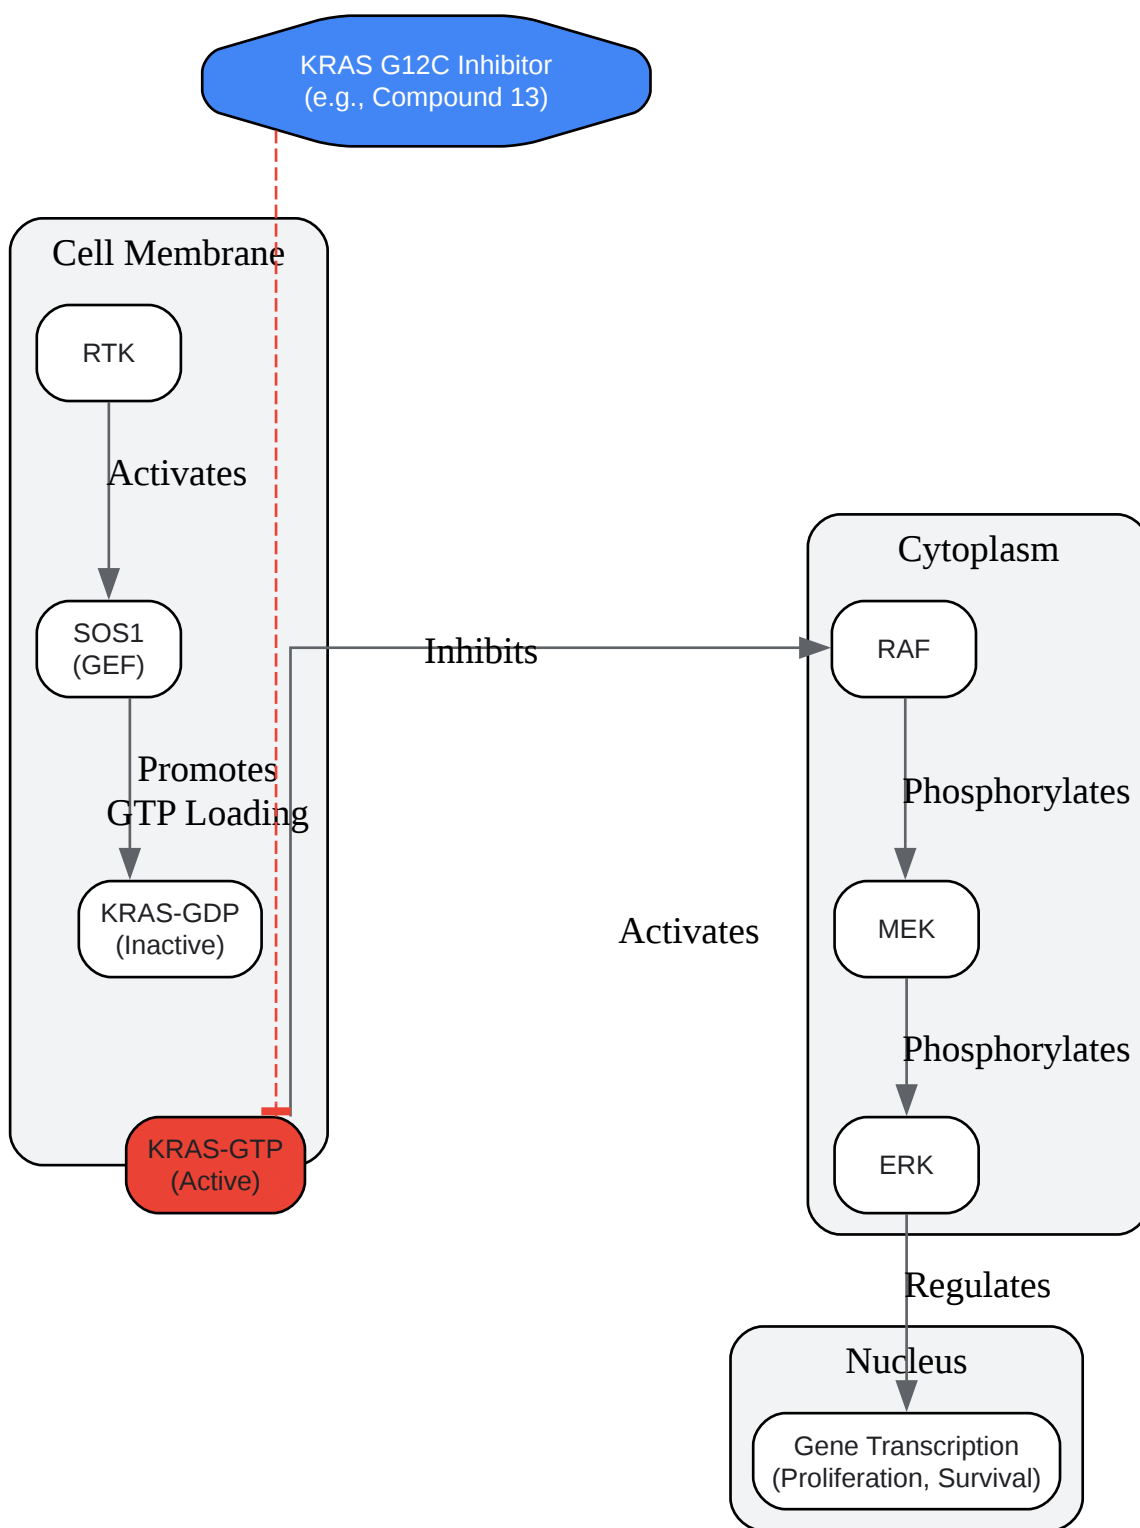 KRAS G12C Inhibitor
(e.g., Compound 13)
Cell Membrane
RTK
Activates
SOS1
(GEF)
Promotes
GTP Loading
KRAS-GDP
(Inactive)
KRAS-GTP
(Active)
Inhibits
Activates
Cytoplasm
RAF
Phosphorylates
MEK
Phosphorylates
ERK
Regulates
Nucleus
Gene Transcription
(Proliferation, Survival)